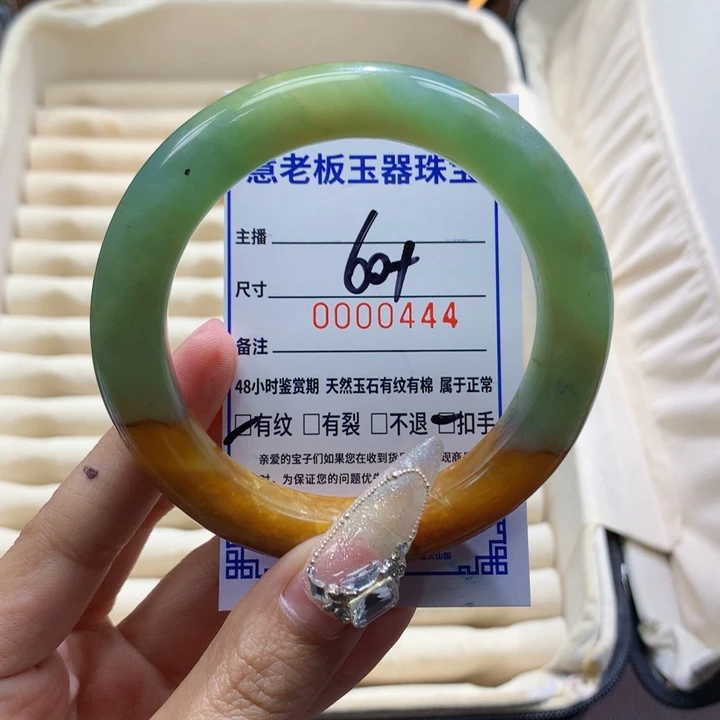 意老板玉器珠宝
主播
604
尺寸
0000444
备注
48小时鉴赏期 天然玉石有纹有棉 属于正常
□有纹 □有裂 □不退 □扣手
亲爱的宝子们如果您在收到货
为保证您的问题优